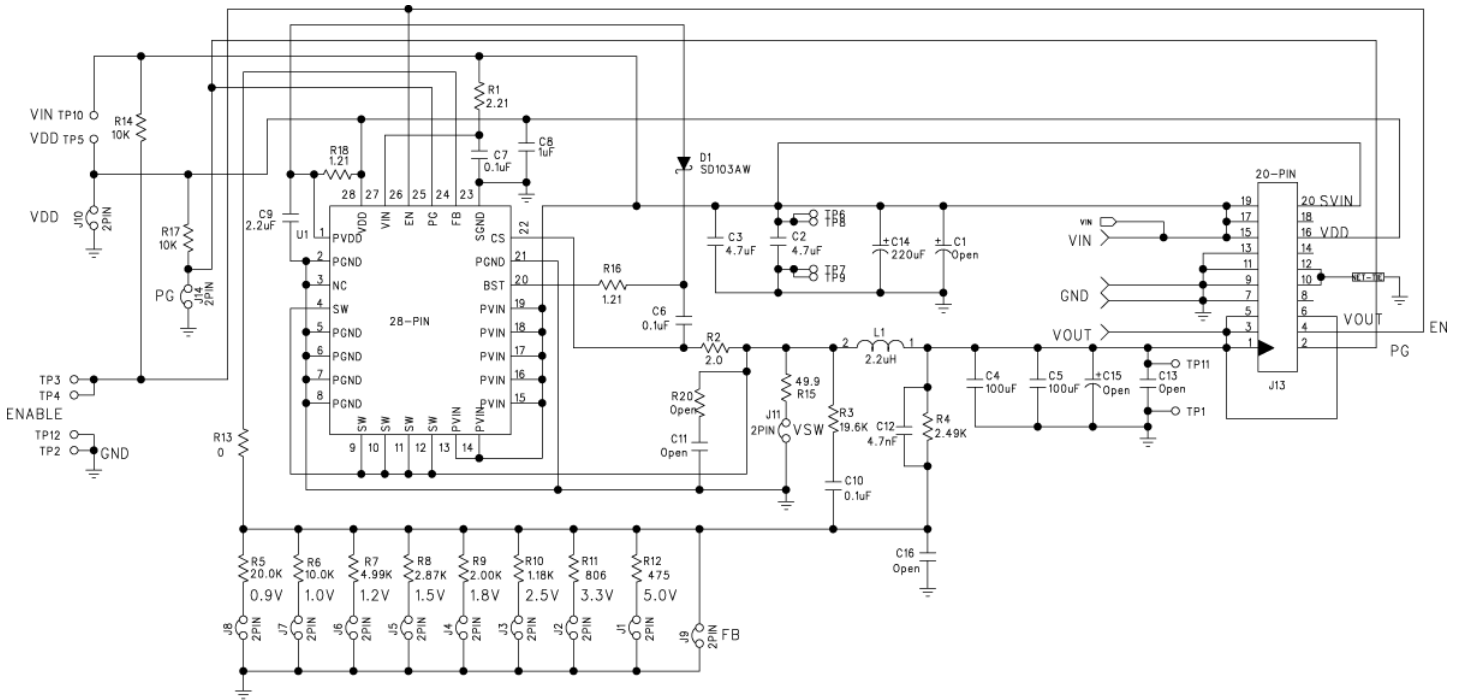 VIN TP10
VDD TP5
VDD
J10
2PIN
R14
10K
R17
10K
PG
J14
2PIN
TP3
TP4
ENABLE
TP12
TP2
GND
R13
0
C9
2.2uF
R18
1.21
U1
28-PIN
28 27 26 25 24 23
VDD
VIN
EN
PG
FB
SGND
1 PVDD
2 PGND
3 NC
4 SW
5 PGND
6 PGND
7 PGND
8 PGND
CS 22
PGND 21
BST 20
PVIN 19
PVIN 18
PVIN 17
PVIN 16
PVIN 15
SW
SW
SW
SW
PVIN
PVIN
9 10 11 12 13 14
R1
2.21
C7
0.1uF
C8
1uF
D1
SD103AW
R16
1.21
C6
0.1uF
R2
2.0
C3
4.7uF
C2
4.7uF
TP6
TP8
TP7
TP9
C14
220uF
C1
Open
+
+
2 L1 1
2.2uH
R20
Open
C11
Open
49.9
R15
J11
2PIN
VSW
R3
19.6K
C10
0.1uF
C12
4.7nF
R4
2.49K
C16
Open
C4
100uF
C5
100uF
+
C15
Open
C13
Open
TP11
TP1
20-PIN
19 20 SVIN
17 18
15 16 VDD
13 14
11 12
9 10
7 8
5 6
3 4
1 2
J13
VIN
VIN
GND
VOUT
VOUT
EN
PG
NET-TIE
R5
20.0K
0.9V
J8
2PIN
R6
10.0K
1.0V
J7
2PIN
R7
4.99K
1.2V
J6
2PIN
R8
2.87K
1.5V
J5
2PIN
R9
2.00K
1.8V
J4
2PIN
R10
1.18K
2.5V
J3
2PIN
R11
806
3.3V
J2
2PIN
R12
475
5.0V
J1
2PIN
J9
2PIN
FB